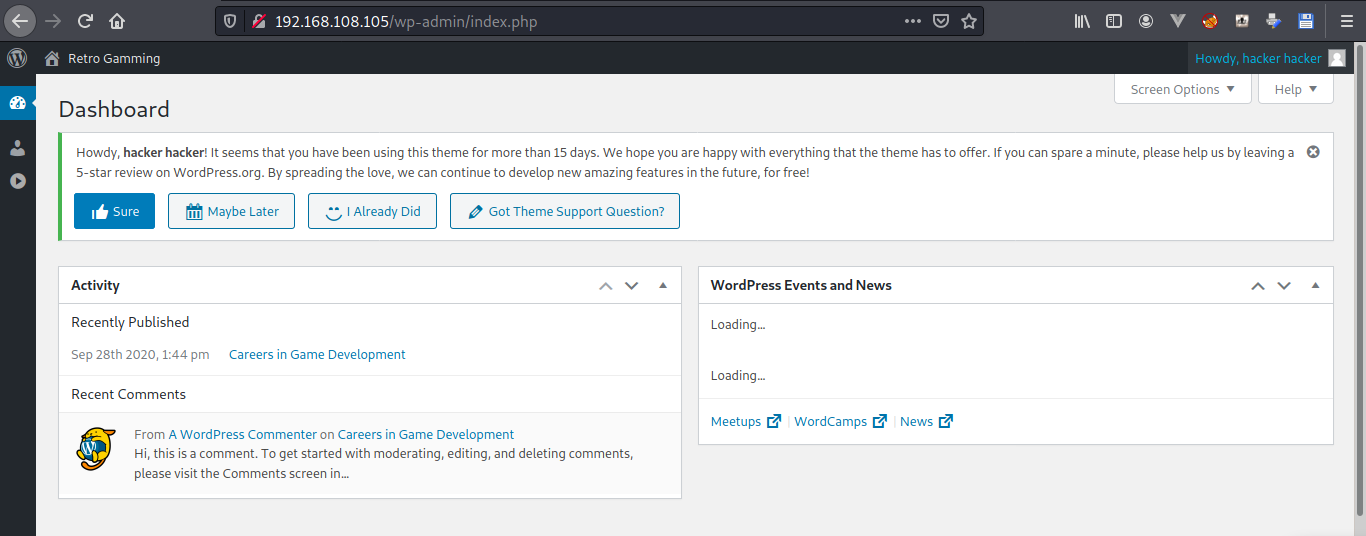 192.168.108.105/wp-admin/index.php
Retro Gamming
Howdy, hacker hacker
Screen Options
Help
Dashboard
Howdy, hacker hacker! It seems that you have been using this theme for more than 15 days. We hope you are happy with everything that the theme has to offer. If you can spare a minute, please help us by leaving a
5-star review on WordPress.org. By spreading the love, we can continue to develop new amazing features in the future, for free!
Sure
Maybe Later
I Already Did
Got Theme Support Question?
Activity
Recently Published
Sep 28th 2020, 1:44 pm Careers in Game Development
Recent Comments
From A WordPress Commenter on Careers in Game Development
Hi, this is a comment. To get started with moderating, editing, and deleting comments,
please visit the Comments screen in…
WordPress Events and News
Loading…
Loading…
Meetups | WordCamps | News